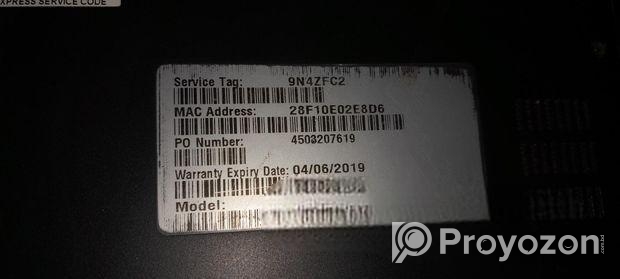 EXPRESS SERVICE CODE
Service Tag: 9N4ZFC2
MAC Address: 28F10E02E8D6
PO Number: 4503207619
Warranty Expiry Date: 04/06/2019
Model:
Proyozon